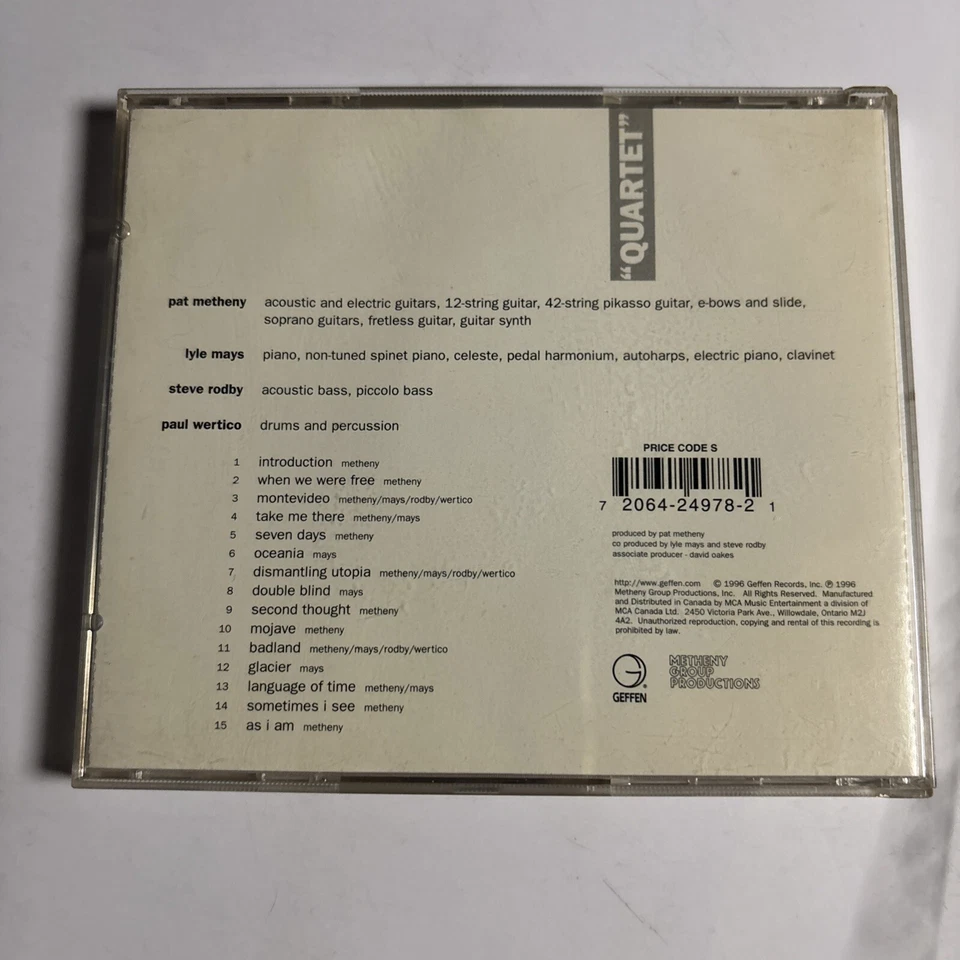 “QUARTET”
pat metheny acoustic and electric guitars, 12-string guitar, 42-string pikasso guitar, e-bows and slide,
soprano guitars, fretless guitar, guitar synth
lyle mays piano, non-tuned spinet piano, celeste, pedal harmonium, autoharps, electric piano, clavinet
steve rodby acoustic bass, piccolo bass
paul wertico drums and percussion
1 introduction metheny
2 when we were free metheny
3 montevideo metheny/mays/rodby/wertico
4 take me there metheny/mays
5 seven days metheny
6 oceania mays
7 dismantling utopia metheny/mays/rodby/wertico
8 double blind mays
9 second thought metheny
10 mojave metheny
11 badland metheny/mays/rodby/wertico
12 glacier mays
13 language of time metheny/mays
14 sometimes i see metheny
15 as i am metheny
PRICE CODE S
7 2064-24978-2 1
produced by pat metheny
co produced by lyle mays and steve rodby
associate producer - david oakes
http://www.geffen.com © 1996 Geffen Records, Inc. ℗ 1996
Metheny Group Productions, Inc. All Rights Reserved. Manufactured
and Distributed in Canada by MCA Music Entertainment a division of
MCA Canada Ltd. 2450 Victoria Park Ave., Willowdale, Ontario M2J
4A2. Unauthorized reproduction, copying and rental of this recording is
prohibited by law.
GEFFEN
METHENY
GROUP
PRODUCTIONS